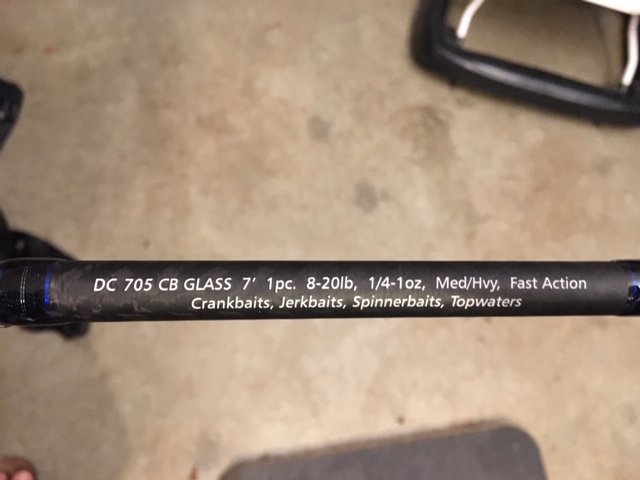 DC 705 CB GLASS 7' 1pc. 8-20lb, 1/4-1oz, Med/Hvy, Fast Action
Crankbaits, Jerkbaits, Spinnerbaits, Topwaters